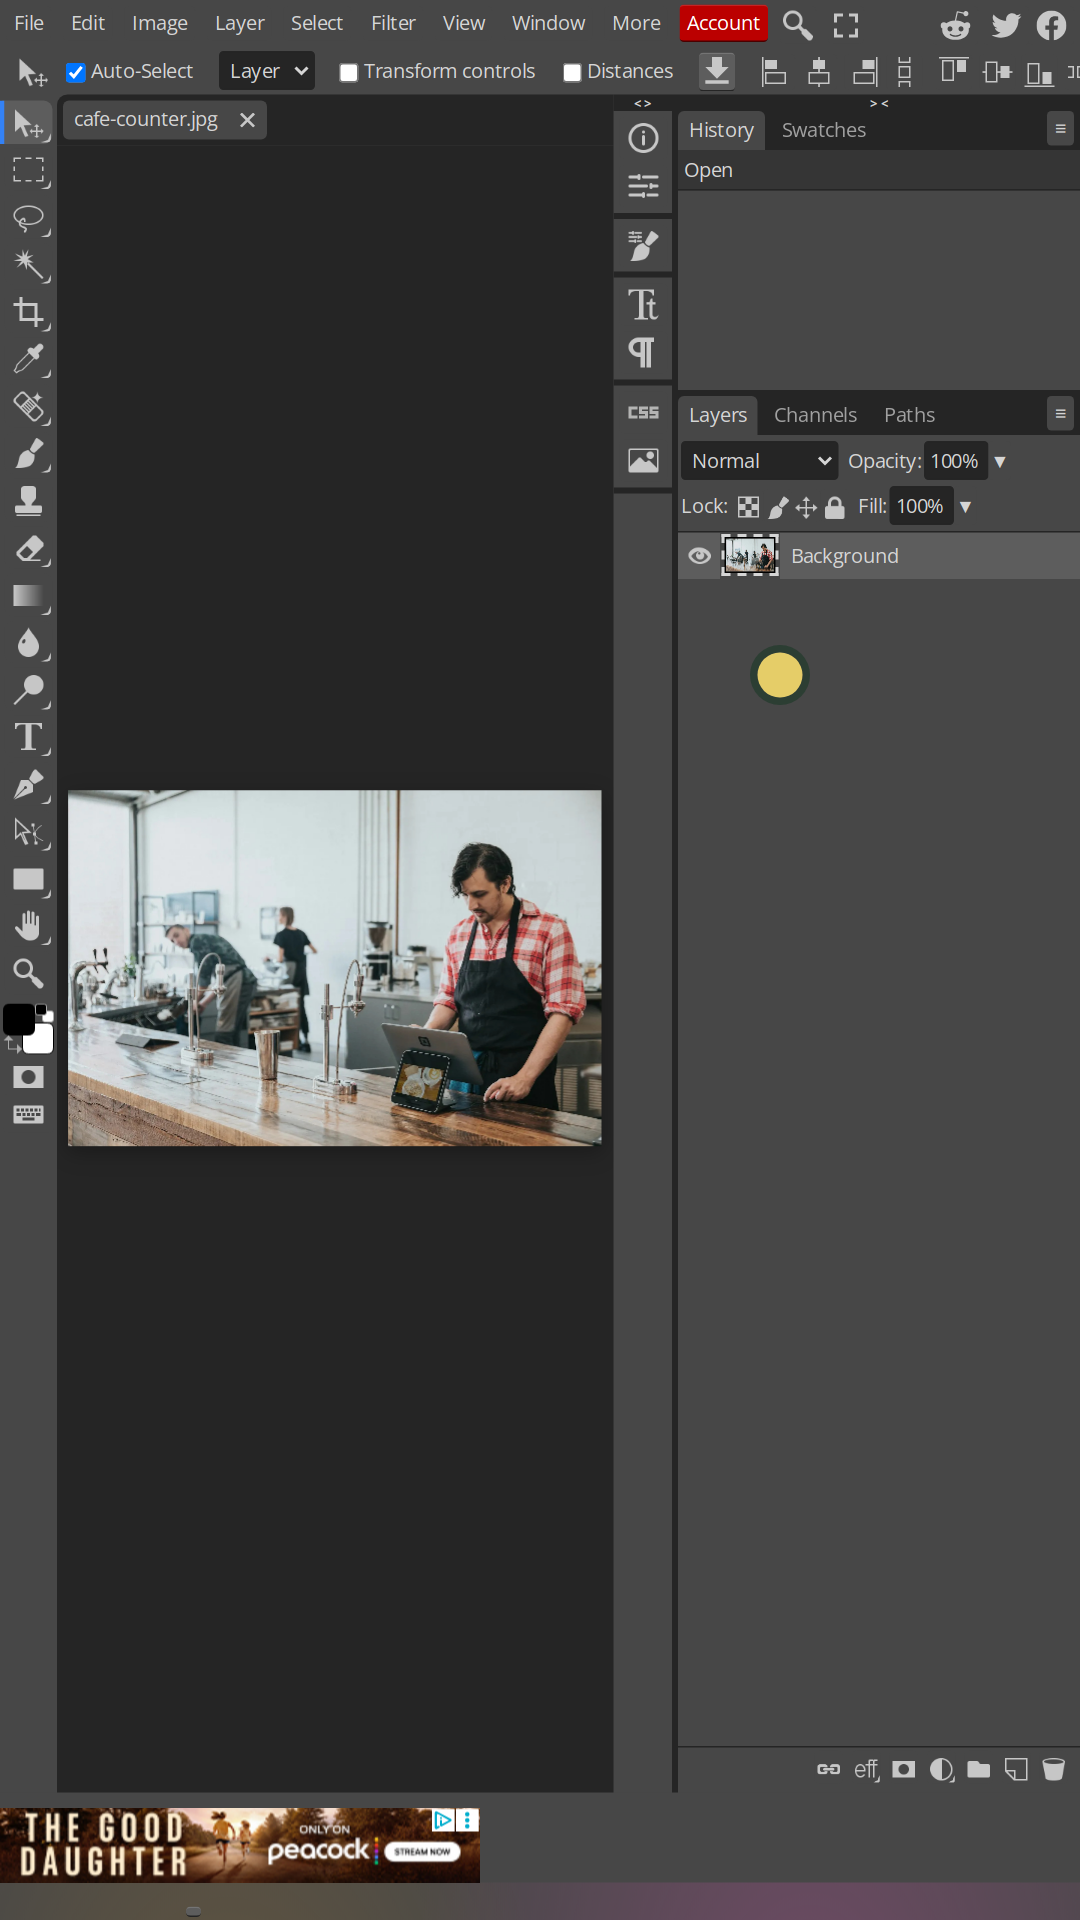 File Edit Image Layer Select Filter View Window More Account
Auto-Select Layer Transform controls Distances
cafe-counter.jpg
< > > <
History Swatches
Open
Tt
¶
CSS
Layers Channels Paths
Normal Opacity: 100%
Lock: Fill: 100%
Background
T
eff
THE GOOD DAUGHTER
ONLY ON
peacock
STREAM NOW